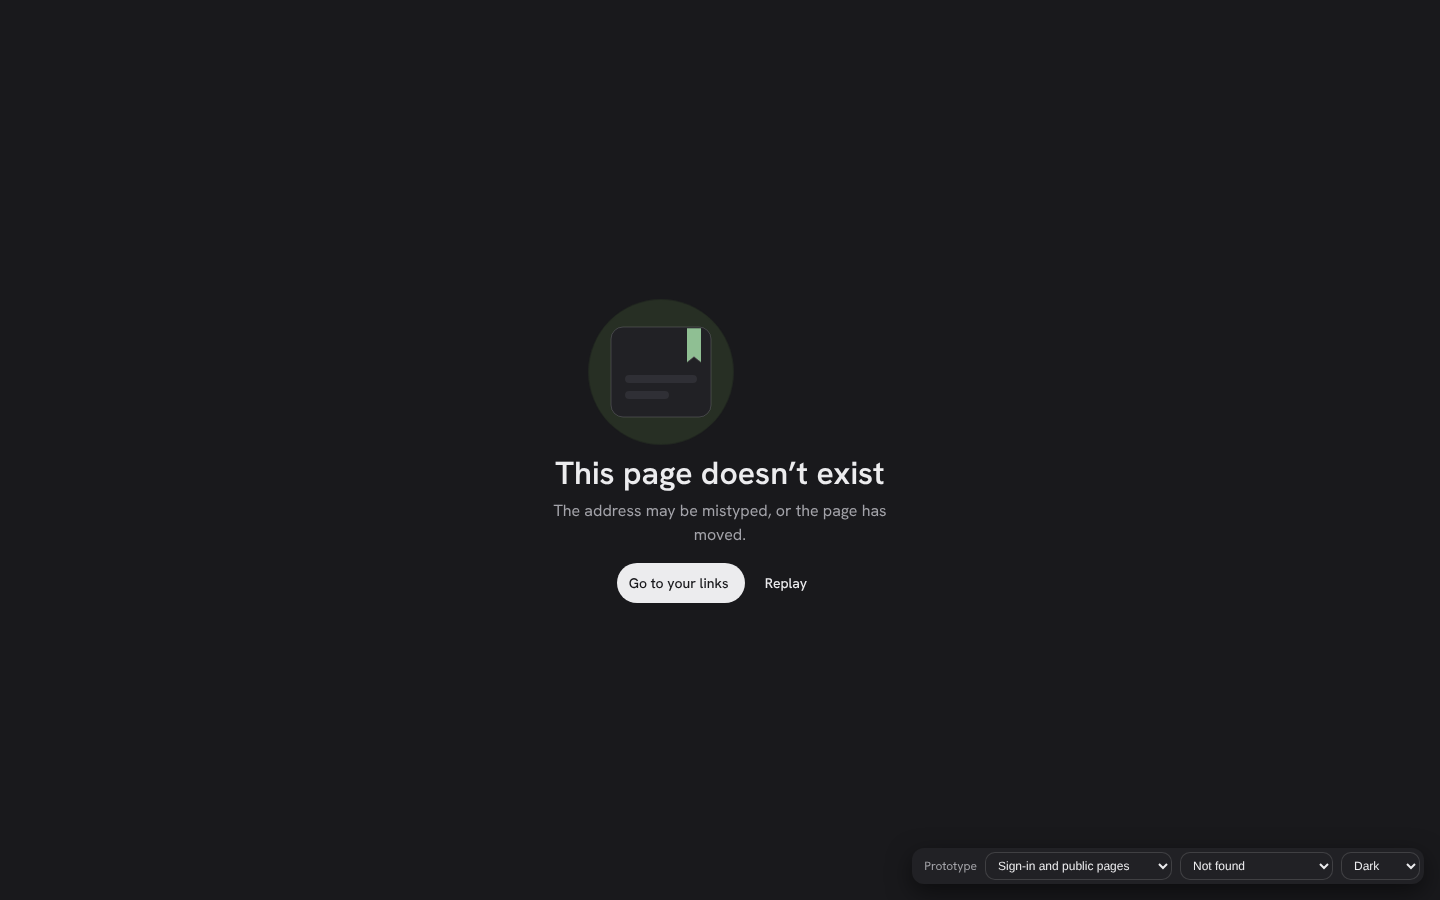 This page doesn’t exist
The address may be mistyped, or the page has
moved.
Go to your links
Replay
Prototype
Sign-in and public pages
Not found
Dark